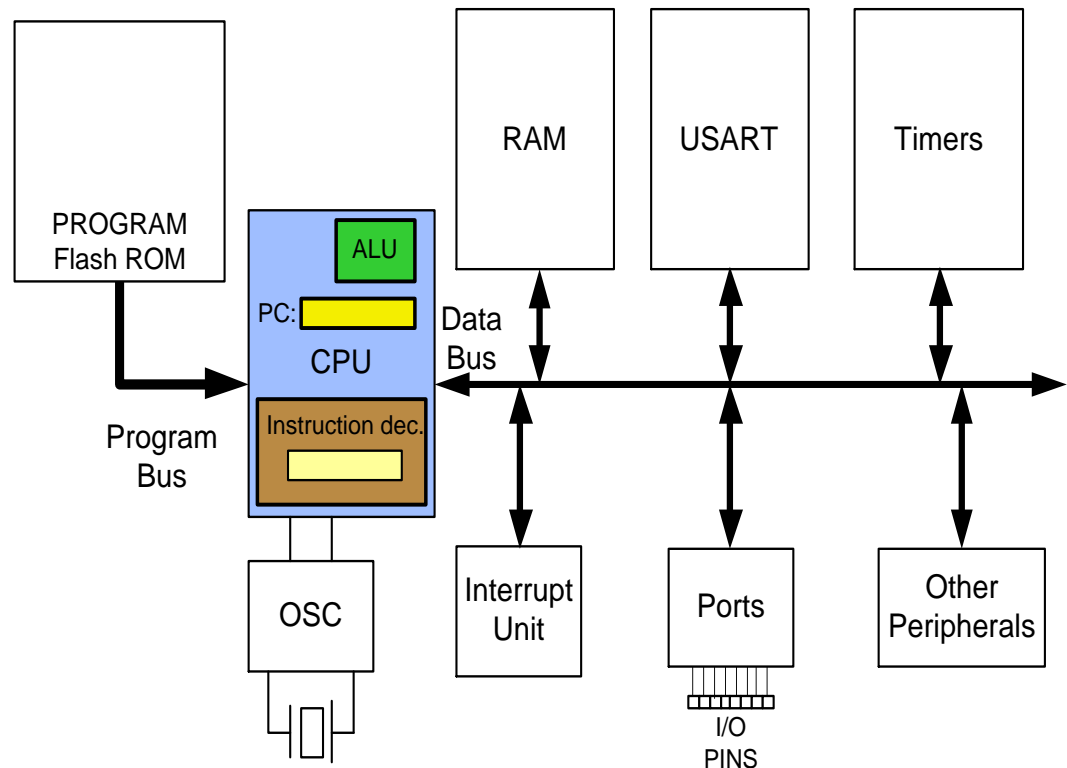 PROGRAM
Flash ROM
RAM
USART
Timers
ALU
PC:
CPU
Data
Bus
Instruction dec.
Program
Bus
OSC
Interrupt
Unit
Ports
Other
Peripherals
I/O
PINS